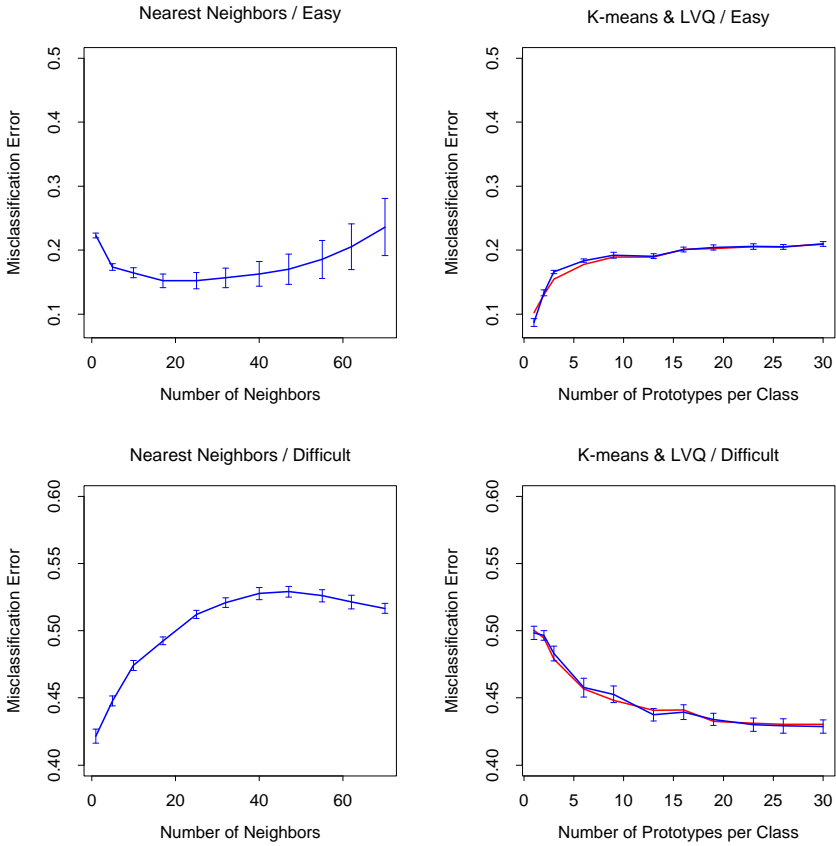 Nearest Neighbors / Easy
Misclassification Error
0.5
0.4
0.3
0.2
0.1
0 20 40 60
Number of Neighbors
K-means & LVQ / Easy
Misclassification Error
0.5
0.4
0.3
0.2
0.1
0 5 10 15 20 25 30
Number of Prototypes per Class
Nearest Neighbors / Difficult
Misclassification Error
0.60
0.55
0.50
0.45
0.40
0 20 40 60
Number of Neighbors
K-means & LVQ / Difficult
Misclassification Error
0.60
0.55
0.50
0.45
0.40
0 5 10 15 20 25 30
Number of Prototypes per Class